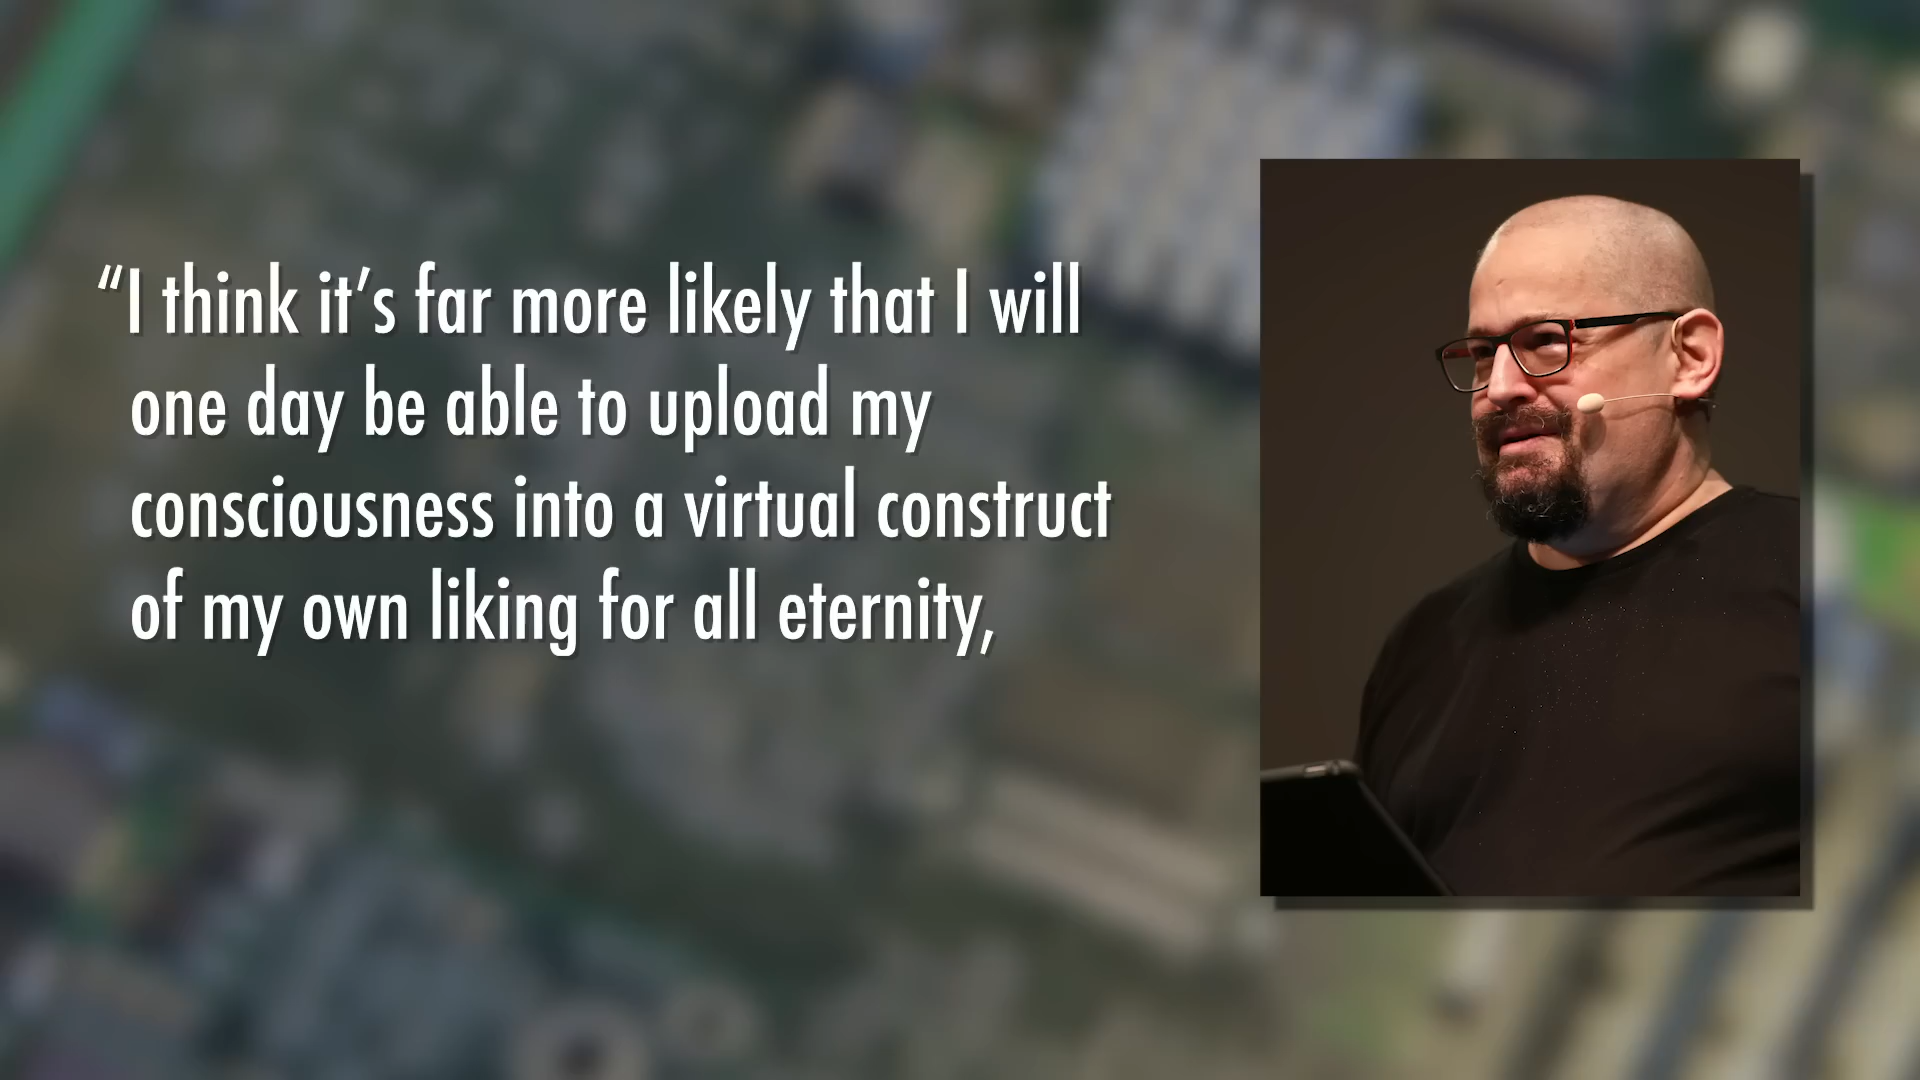 “I think it’s far more likely that I will
one day be able to upload my
consciousness into a virtual construct
of my own liking for all eternity,